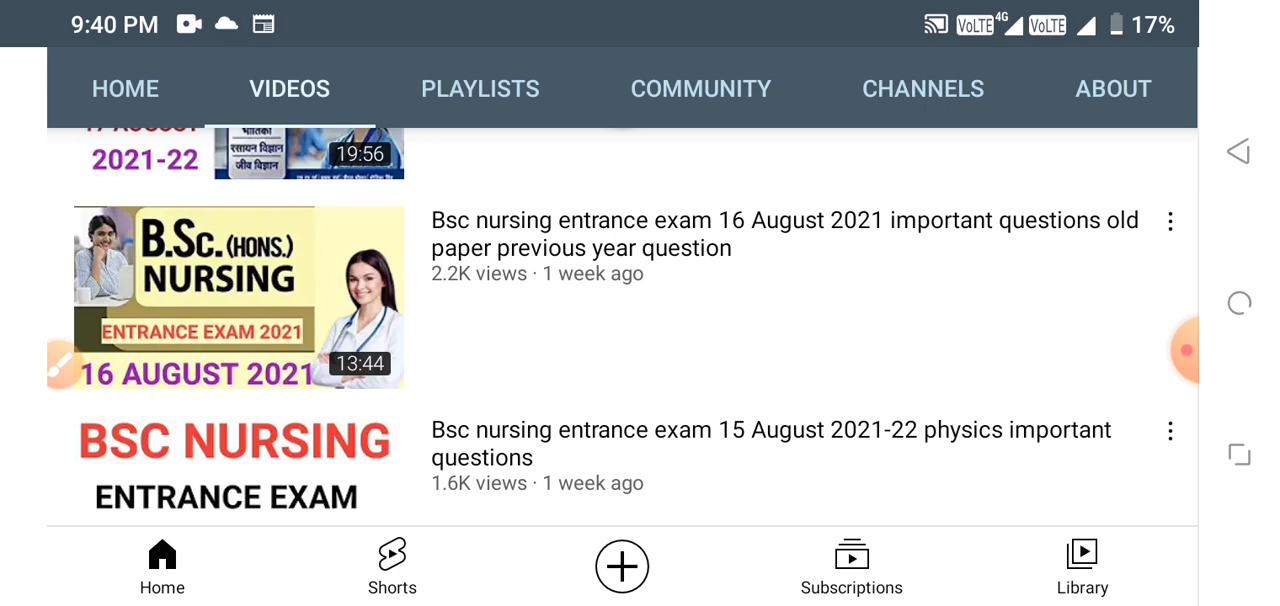 9:40 PM
VoLTE 4G VoLTE 17%
HOME VIDEOS PLAYLISTS COMMUNITY CHANNELS ABOUT
2021-22
रसायन विज्ञान
जीव विज्ञान
19:56
B.Sc. (HONS.)
NURSING
ENTRANCE EXAM 2021
16 AUGUST 2021
13:44
Bsc nursing entrance exam 16 August 2021 important questions old
paper previous year question
2.2K views · 1 week ago
BSC NURSING
ENTRANCE EXAM
Bsc nursing entrance exam 15 August 2021-22 physics important
questions
1.6K views · 1 week ago
Home Shorts Subscriptions Library